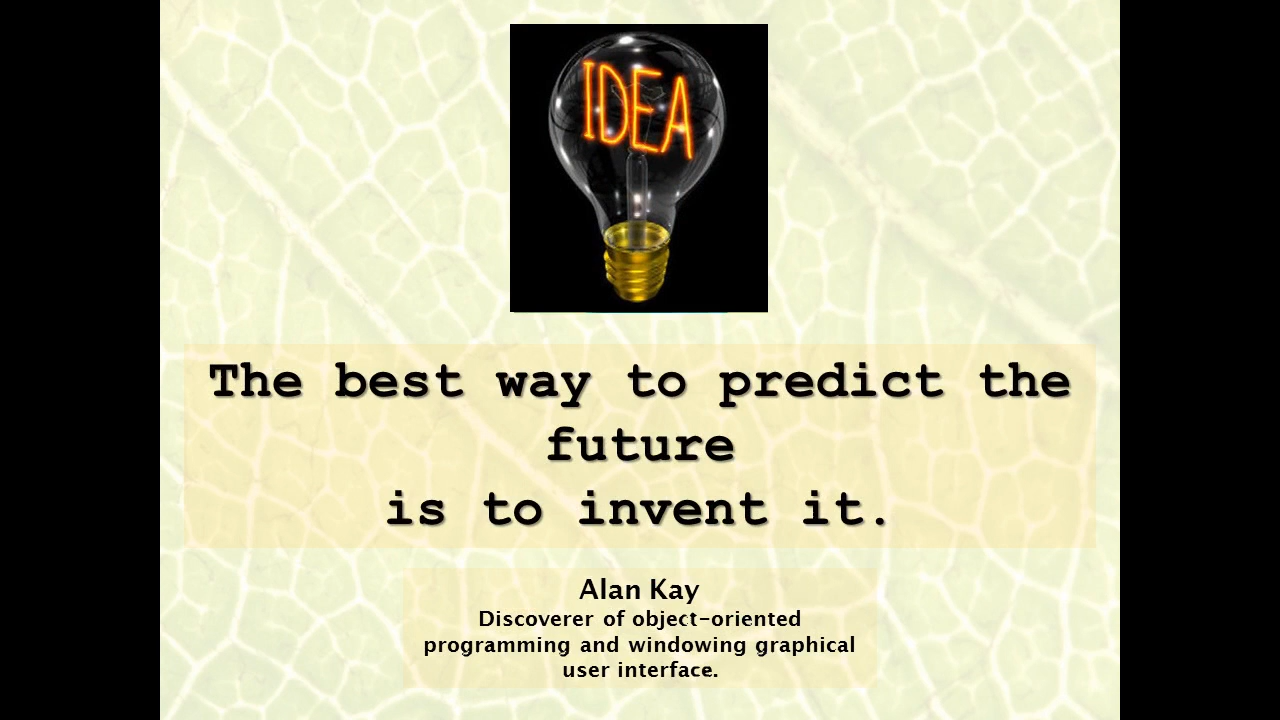 IDEA
The best way to predict the
future
is to invent it.
Alan Kay
Discoverer of object-oriented
programming and windowing graphical
user interface.